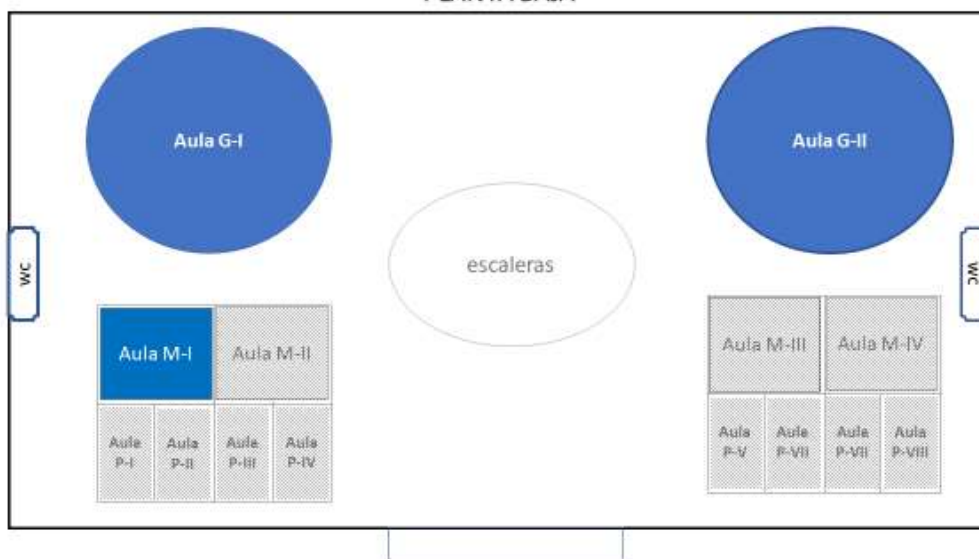 Aula G-I
Aula G-II
wc
escaleras
wc
Aula M-I
Aula M-II
Aula M-III
Aula M-IV
Aula
P-I
Aula
P-II
Aula
P-III
Aula
P-IV
Aula
P-V
Aula
P-VII
Aula
P-VII
Aula
P-VIII